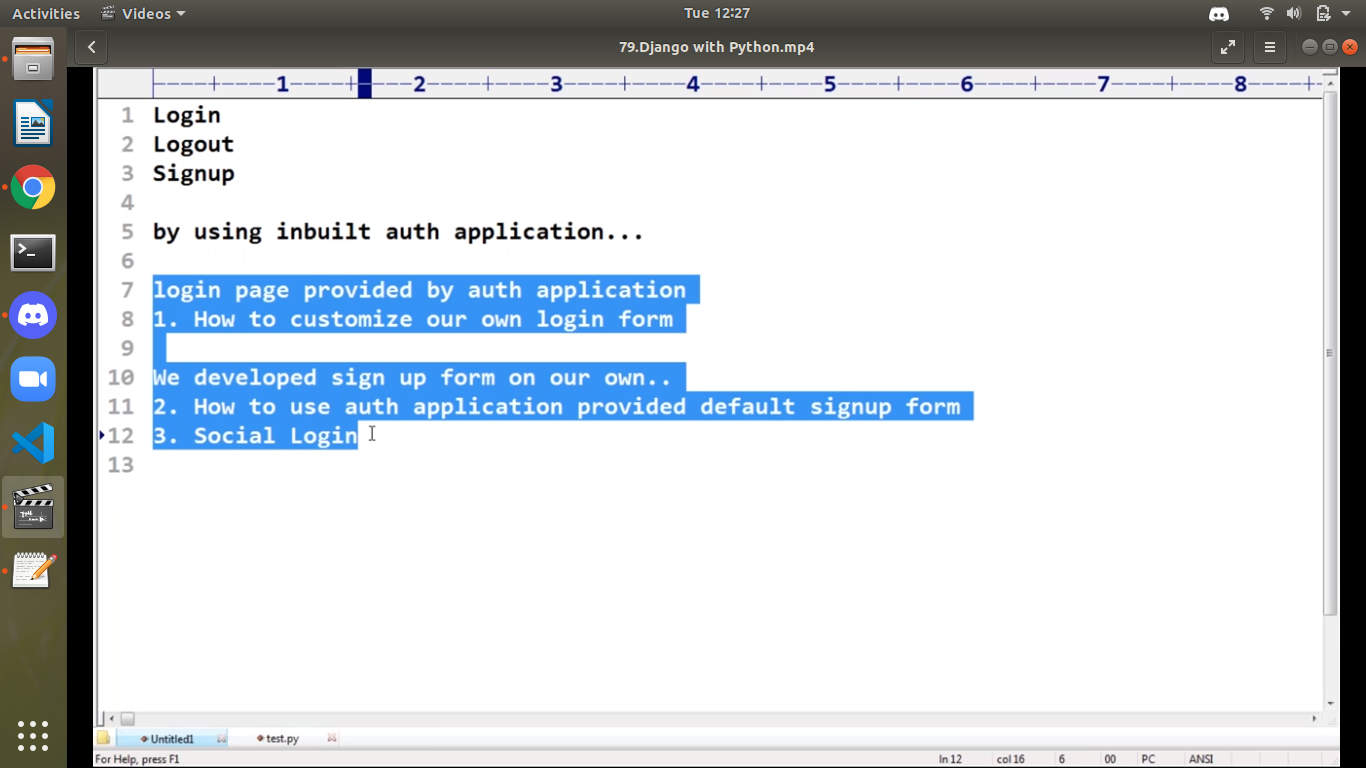 Activities Videos Tue 12:27
79.Django with Python.mp4
1 2 3 4 5 6 7 8
1 Login
2 Logout
3 Signup
4
5 by using inbuilt auth application...
6
7 login page provided by auth application
8 1. How to customize our own login form
9
10 We developed sign up form on our own..
11 2. How to use auth application provided default signup form
12 3. Social Login
13
Untitled1 test.py
For Help, press F1 ln 12 col 16 6 00 PC ANSI